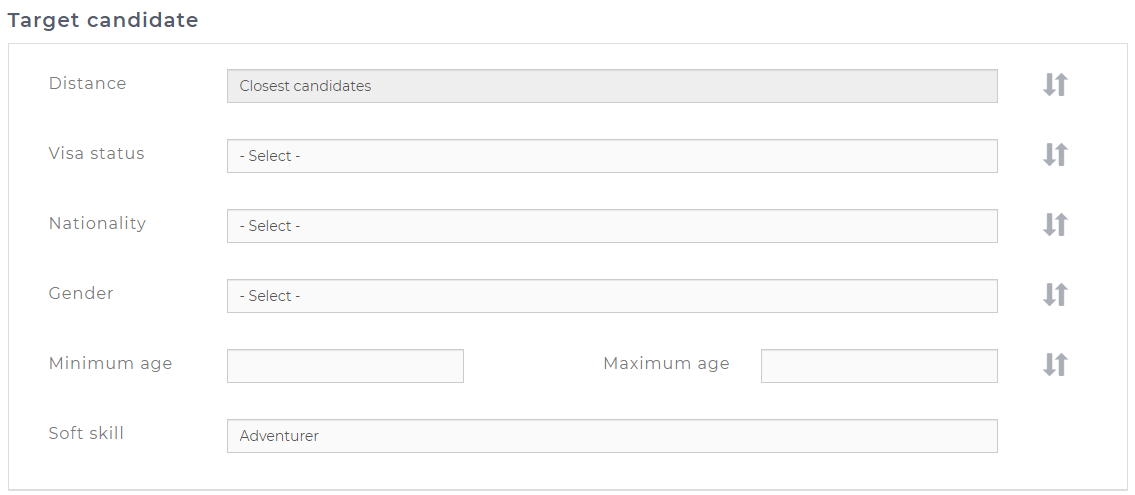 Target candidate
Distance
Closest candidates
Visa status
- Select -
Nationality
- Select -
Gender
- Select -
Minimum age
Maximum age
Soft skill
Adventurer